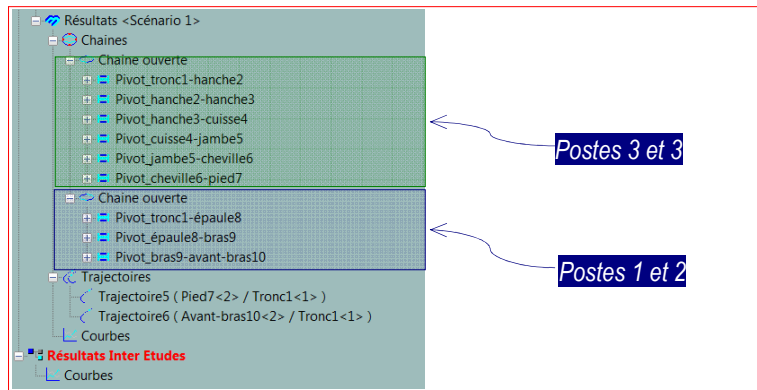 Résultats <Scénario 1>
Chaines
Chaine ouverte
Pivot_tronc1-hanche2
Pivot_hanche2-hanche3
Pivot_hanche3-cuisse4
Pivot_cuisse4-jambe5
Pivot_jambe5-cheville6
Pivot_cheville6-pied7
Postes 3 et 3
Chaine ouverte
Pivot_tronc1-épaule8
Pivot_épaule8-bras9
Pivot_bras9-avant-bras10
Postes 1 et 2
Trajectoires
Trajectoire5 ( Pied7<2> / Tronc1<1> )
Trajectoire6 ( Avant-bras10<2> / Tronc1<1> )
Courbes
Résultats Inter Etudes
Courbes